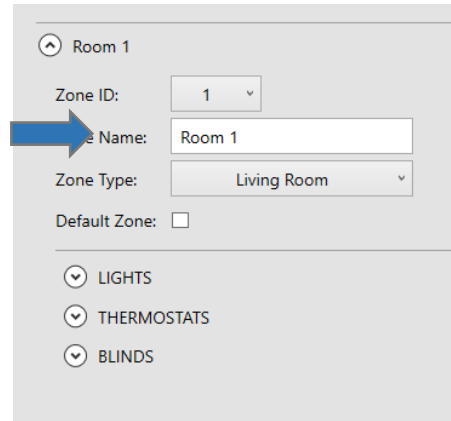 Room 1
Zone ID: 1
Name: Room 1
Zone Type: Living Room
Default Zone:
LIGHTS
THERMOSTATS
BLINDS